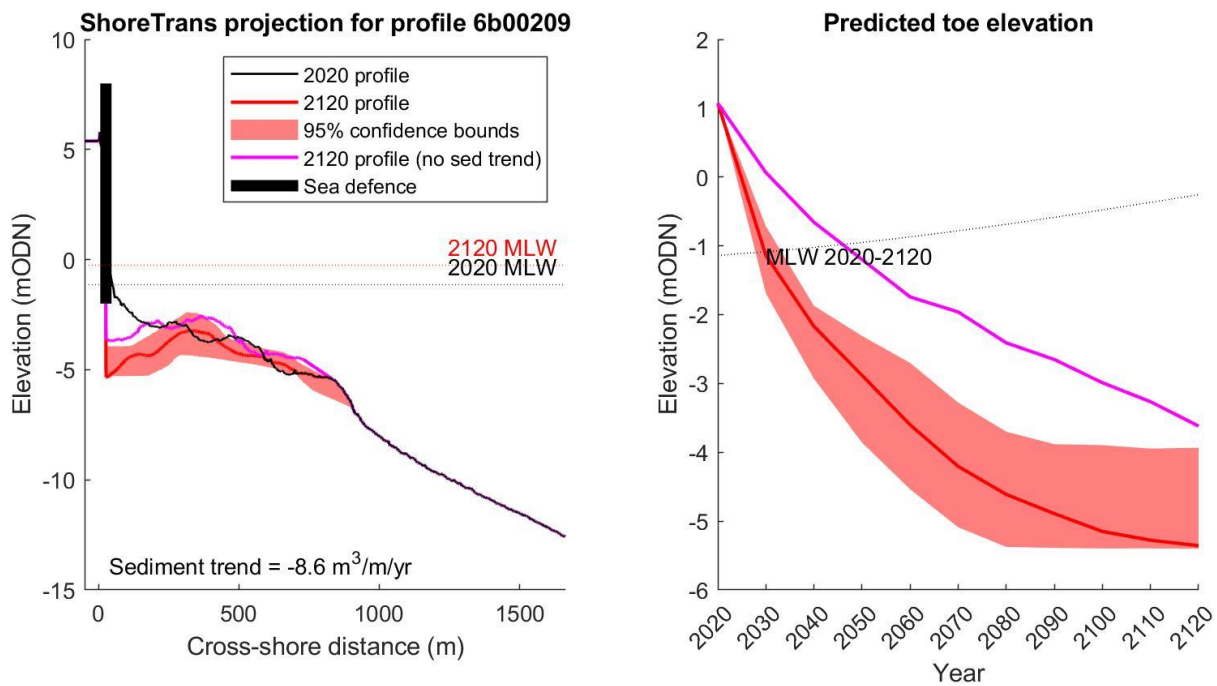 ShoreTrans projection for profile 6b00209
10
5
0
-5
-10
-15
Elevation (mODN)
2020 profile
2120 profile
95% confidence bounds
2120 profile (no sed trend)
Sea defence
2120 MLW
2020 MLW
Sediment trend = -8.6 m³/m/yr
0
500
1000
1500
Cross-shore distance (m)
Predicted toe elevation
2
1
0
-1
-2
-3
-4
-5
-6
Elevation (mODN)
MLW 2020-2120
2020
2030
2040
2050
2060
2070
2080
2090
2100
2110
2120
Year